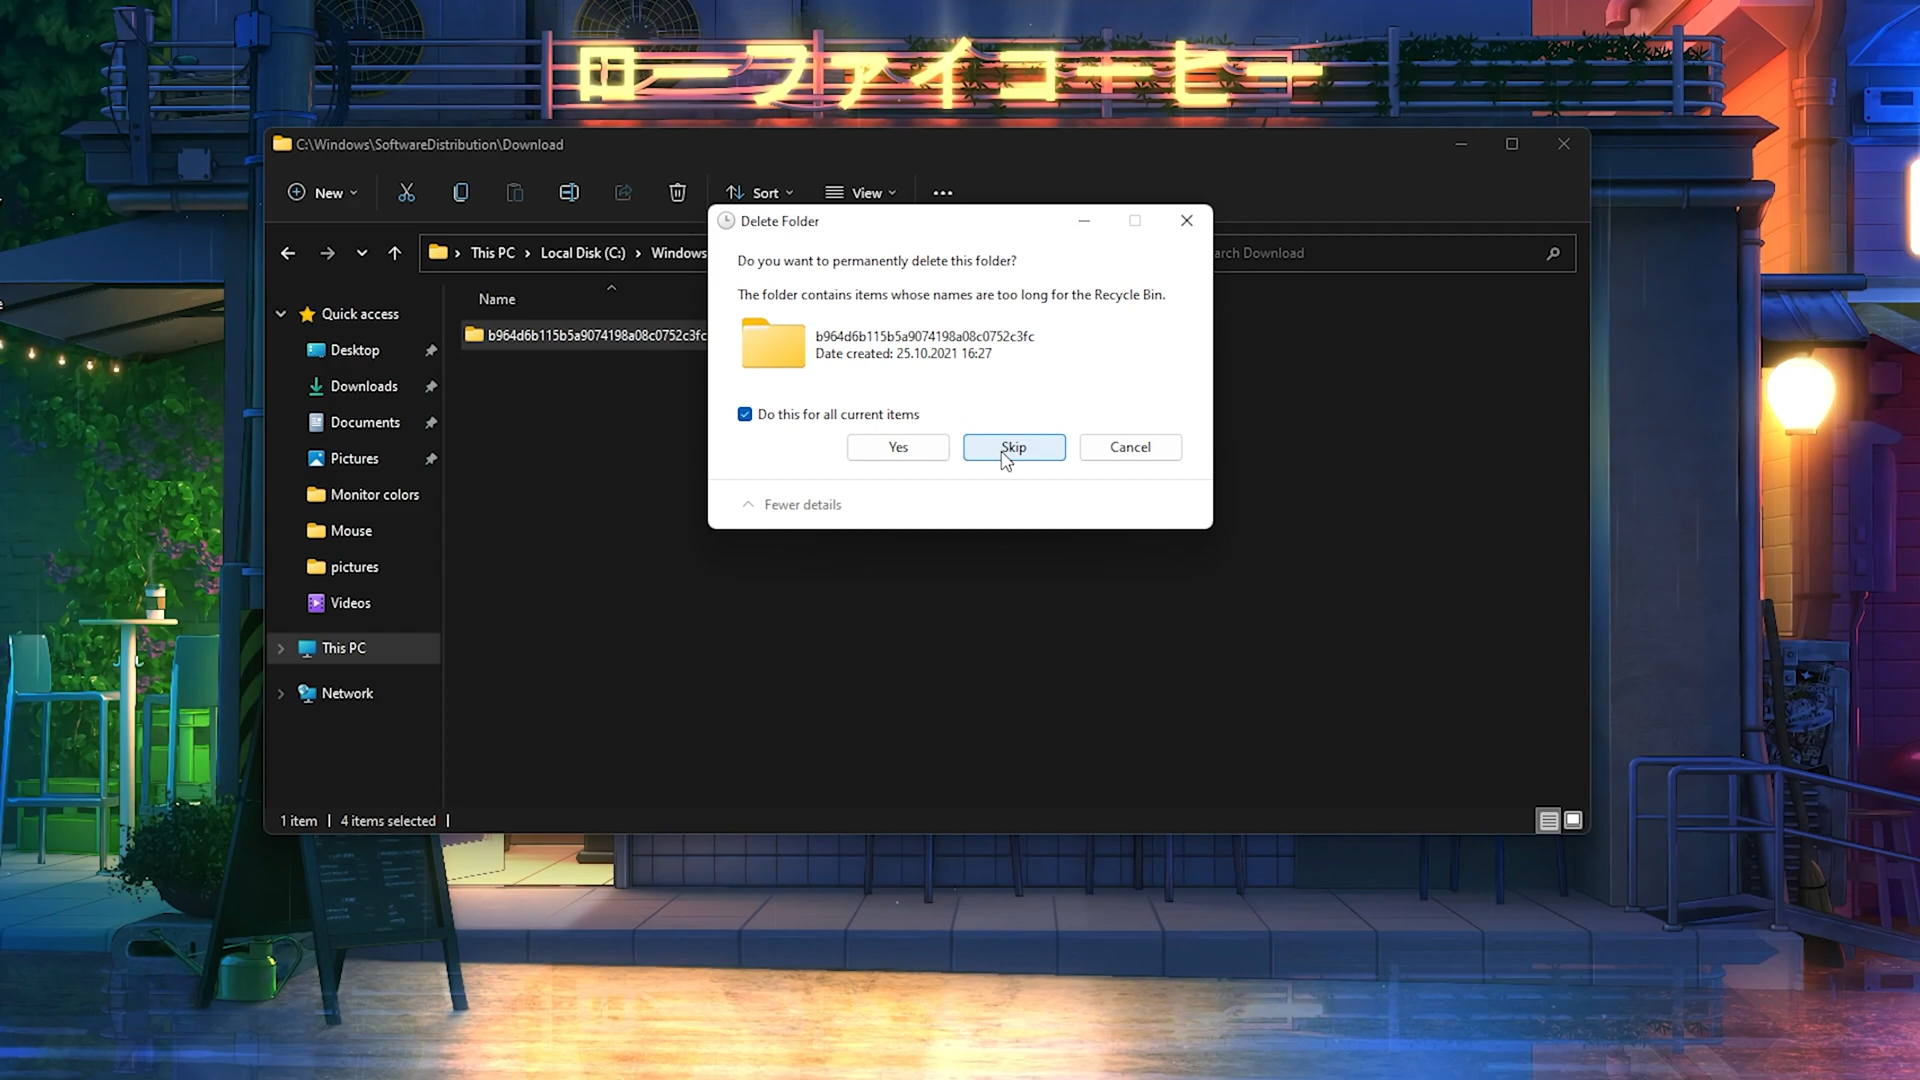 ローファイコーヒー
C:\Windows\SoftwareDistribution\Download
New
Sort
View
Delete Folder
This PC
Local Disk (C:)
Windows
arch Download
Do you want to permanently delete this folder?
The folder contains items whose names are too long for the Recycle Bin.
Name
b964d6b115b5a9074198a08c0752c3fc
b964d6b115b5a9074198a08c0752c3fc
Date created: 25.10.2021 16:27
Do this for all current items
Yes
Skip
Cancel
Fewer details
Quick access
Desktop
Downloads
Documents
Pictures
Monitor colors
Mouse
pictures
Videos
This PC
Network
1 item
4 items selected